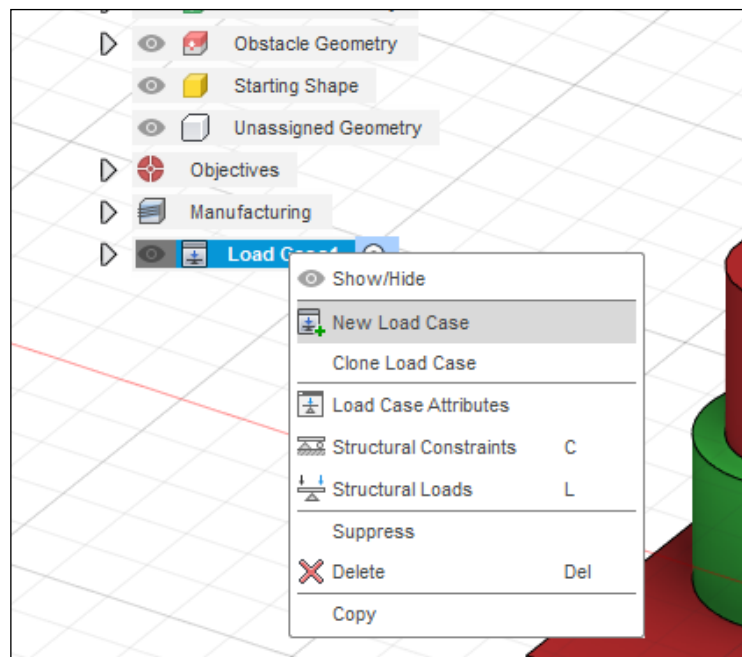 Obstacle Geometry
Starting Shape
Unassigned Geometry
Objectives
Manufacturing
Load
Show/Hide
New Load Case
Clone Load Case
Load Case Attributes
Structural Constraints C
Structural Loads L
Suppress
Delete Del
Copy